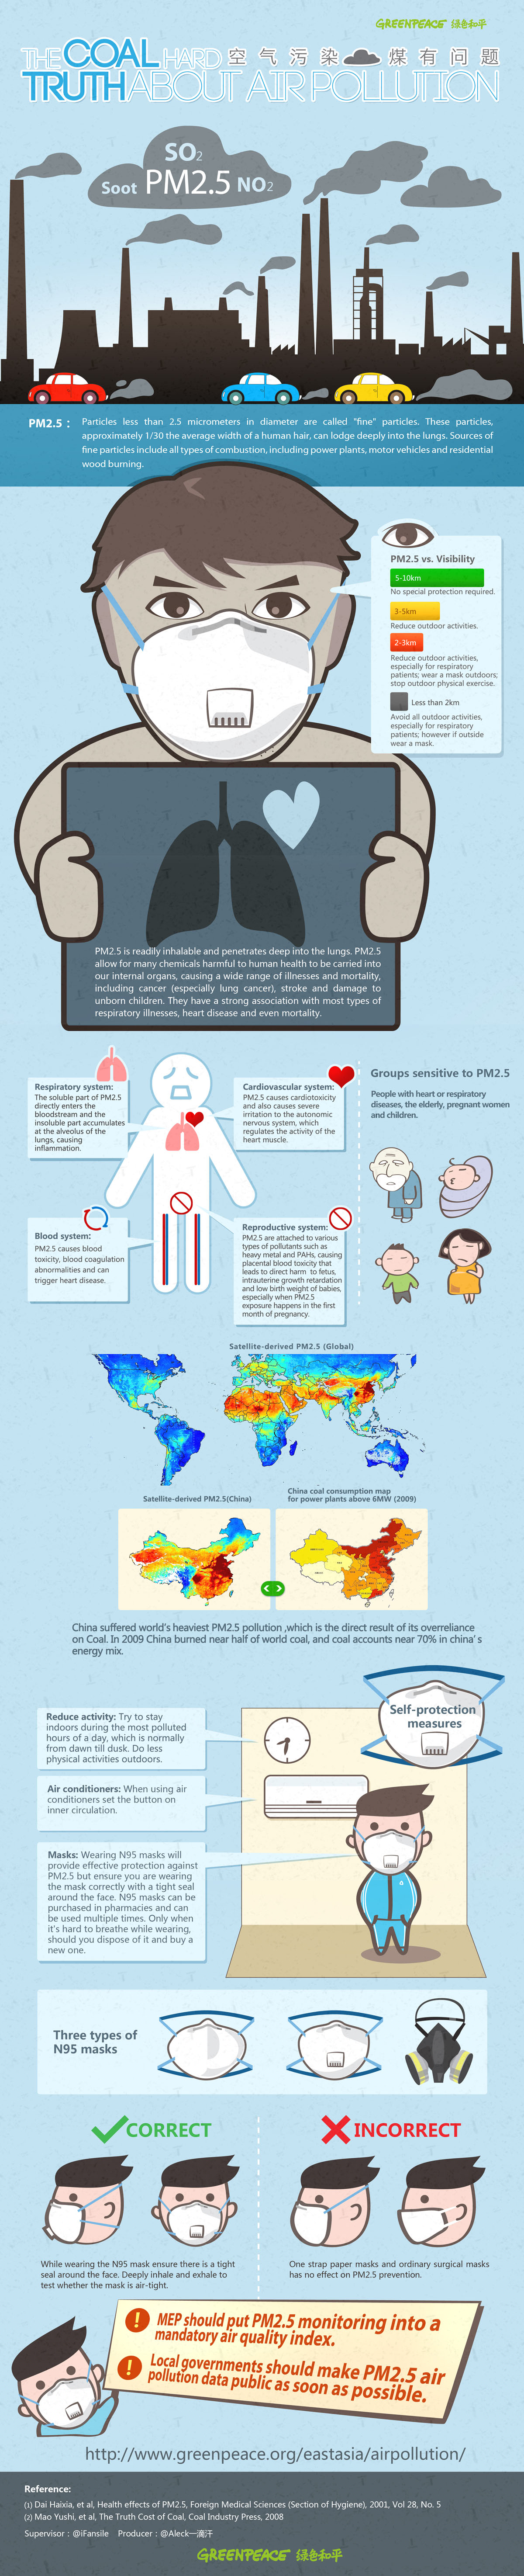 GREENPEACE 绿色和平
THE COAL HARD 空气污染 煤有问题
TRUTH ABOUT AIR POLLUTION
SO2
Soot PM2.5 NO2
PM2.5 : Particles less than 2.5 micrometers in diameter are called "fine" particles. These particles,
approximately 1/30 the average width of a human hair, can lodge deeply into the lungs. Sources of
fine particles include all types of combustion, including power plants, motor vehicles and residential
wood burning.
PM2.5 vs. Visibility
5-10km
No special protection required.
3-5km
Reduce outdoor activities.
2-3km
Reduce outdoor activities,
especially for respiratory
patients; wear a mask outdoors;
stop outdoor physical exercise.
Less than 2km
Avoid all outdoor activities,
especially for respiratory
patients; however if outside
wear a mask.
PM2.5 is readily inhalable and penetrates deep into the lungs. PM2.5
allow for many chemicals harmful to human health to be carried into
our internal organs, causing a wide range of illnesses and mortality,
including cancer (especially lung cancer), stroke and damage to
unborn children. They have a strong association with most types of
respiratory illnesses, heart disease and even mortality.
Respiratory system:
The soluble part of PM2.5
directly enters the
bloodstream and the
insoluble part accumulates
at the alveolus of the
lungs, causing
inflammation.
Cardiovascular system:
PM2.5 causes cardiotoxicity
and also causes severe
irritation to the autonomic
nervous system, which
regulates the activity of the
heart muscle.
Blood system:
PM2.5 causes blood
toxicity, blood coagulation
abnormalities and can
trigger heart disease.
Reproductive system:
PM2.5 are attached to various
types of pollutants such as
heavy metal and PAHs, causing
placental blood toxicity that
leads to direct harm to fetus,
intrauterine growth retardation
and low birth weight of babies,
especially when PM2.5
exposure happens in the first
month of pregnancy.
Groups sensitive to PM2.5
People with heart or respiratory
diseases, the elderly, pregnant women
and children.
Satellite-derived PM2.5 (Global)
Satellite-derived PM2.5(China)
China coal consumption map
for power plants above 6MW (2009)
China suffered world's heaviest PM2.5 pollution ,which is the direct result of its overreliance
on Coal. In 2009 China burned near half of world coal, and coal accounts near 70% in china's
energy mix.
Self-protection
measures
Reduce activity: Try to stay
indoors during the most polluted
hours of a day, which is normally
from dawn till dusk. Do less
physical activities outdoors.
Air conditioners: When using air
conditioners set the button on
inner circulation.
Masks: Wearing N95 masks will
provide effective protection against
PM2.5 but ensure you are wearing
the mask correctly with a tight seal
around the face. N95 masks can be
purchased in pharmacies and can
be used multiple times. Only when
it's hard to breathe while wearing,
should you dispose of it and buy a
new one.
Three types of
N95 masks
CORRECT
INCORRECT
While wearing the N95 mask ensure there is a tight
seal around the face. Deeply inhale and exhale to
test whether the mask is air-tight.
One strap paper masks and ordinary surgical masks
has no effect on PM2.5 prevention.
! MEP should put PM2.5 monitoring into a
mandatory air quality index.
! Local governments should make PM2.5 air
pollution data public as soon as possible.
http://www.greenpeace.org/eastasia/airpollution/
Reference:
(1) Dai Haixia, et al, Health effects of PM2.5, Foreign Medical Sciences (Section of Hygiene), 2001, Vol 28, No. 5
(2) Mao Yushi, et al, The Truth Cost of Coal, Coal Industry Press, 2008
Supervisor : @iFansile Producer : @Aleck一滴汗
GREENPEACE 绿色和平